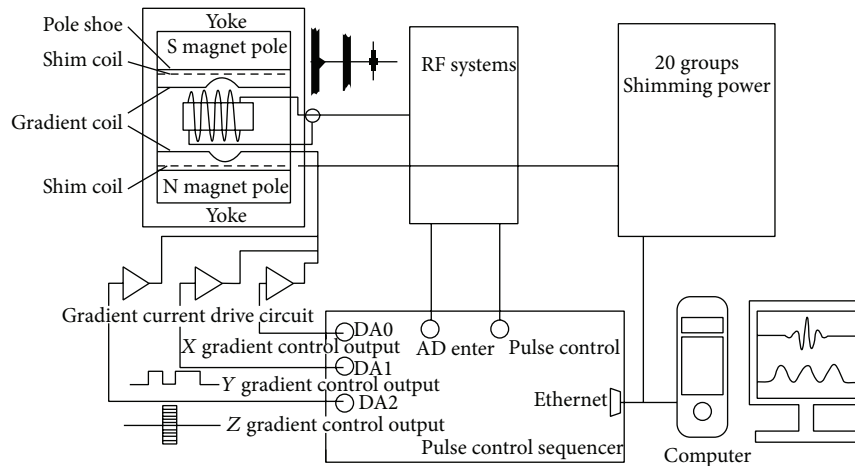 Yoke
Pole shoe
S magnet pole
Shim coil
Gradient coil
Shim coil
N magnet pole
Yoke
RF systems
20 groups
Shimming power
Gradient current drive circuit
DA0
X gradient control output
AD enter
Pulse control
DA1
Y gradient control output
DA2
Ethernet
Z gradient control output
Pulse control sequencer
Computer